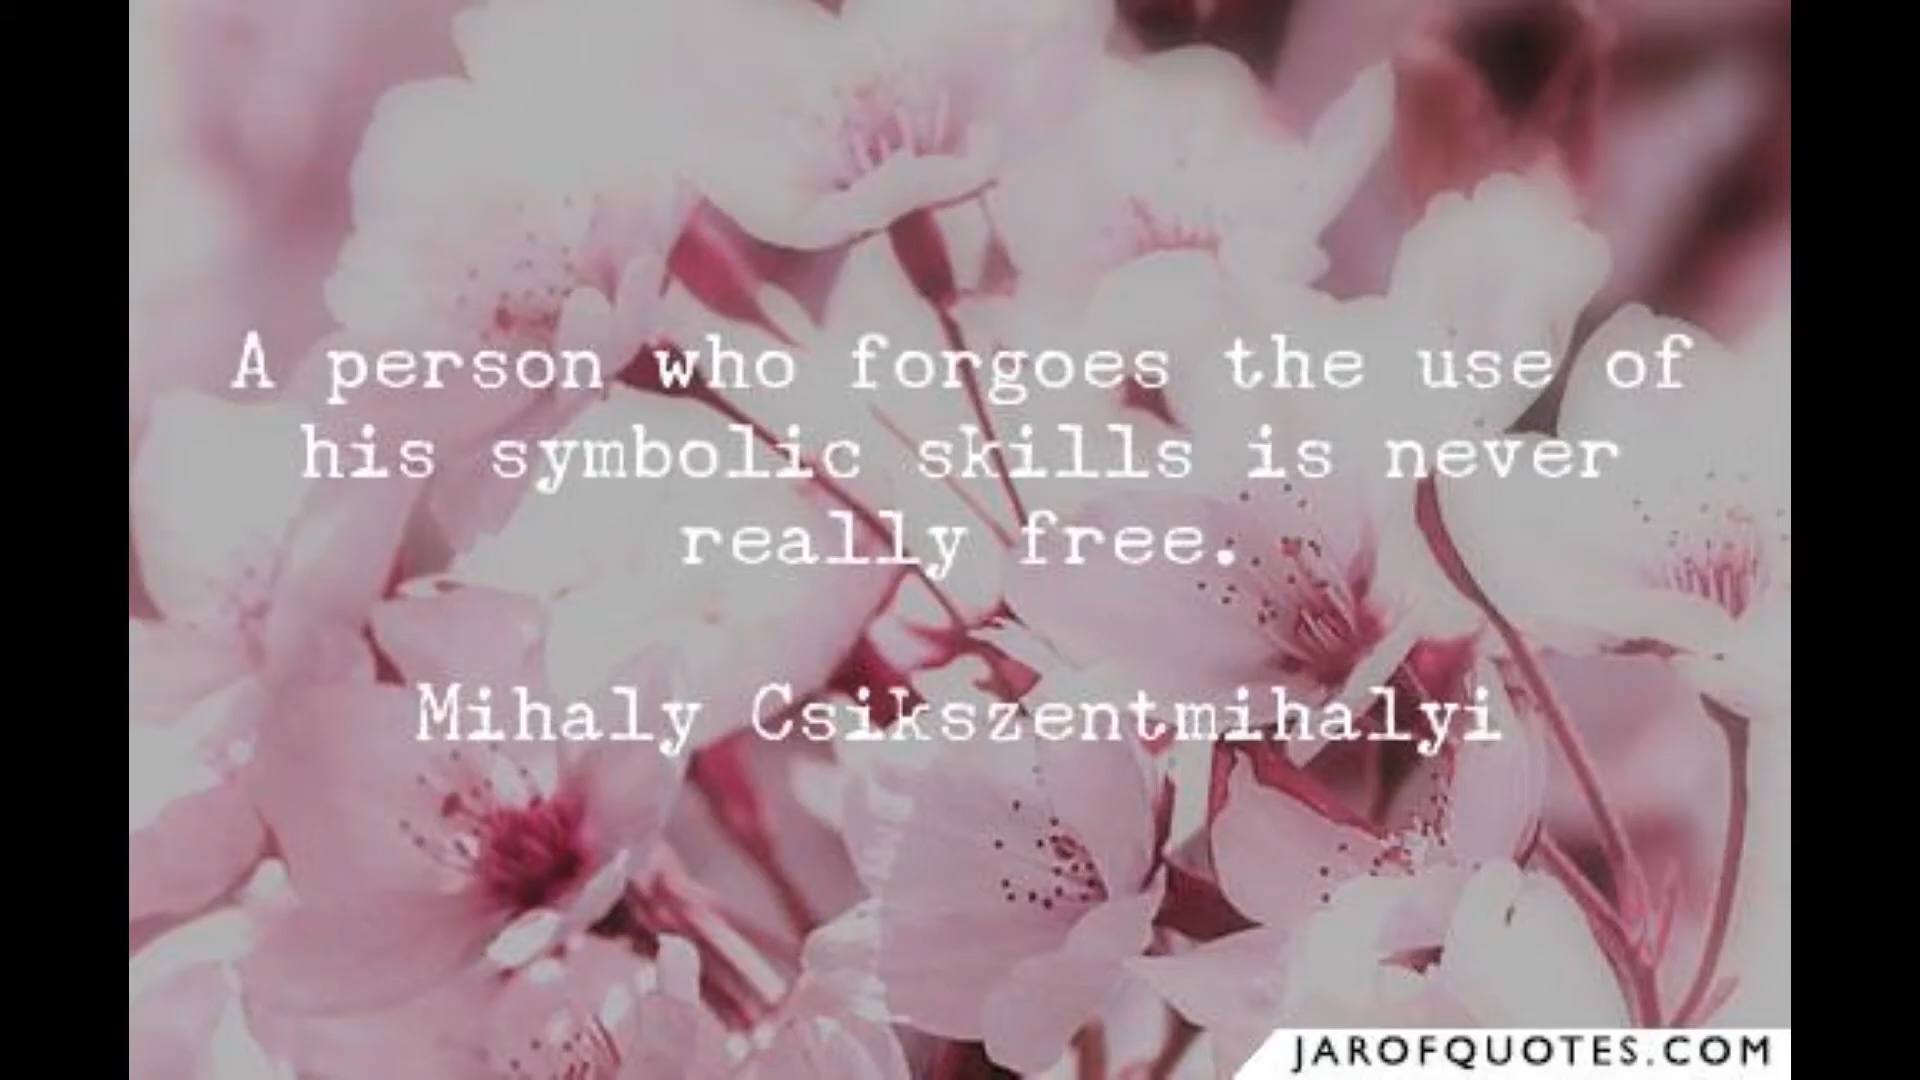 A person who forgoes the use of
his symbolic skills is never
really free.
Mihaly Csikszentmihalyi
JAROFQUOTES.COM